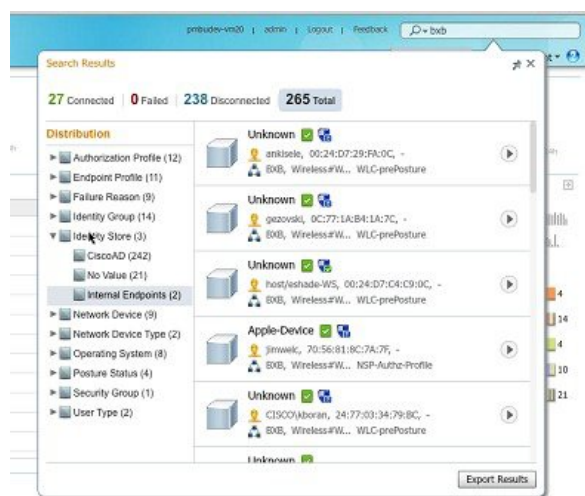 pmbudev-vm20 | admin | Logout | Feedback
bxb
Search Results
27 Connected | 0 Failed | 238 Disconnected 265 Total
Distribution
Authorization Profile (12)
Endpoint Profile (11)
Failure Reason (9)
Identity Group (14)
Identity Store (3)
CiscoAD (242)
No Value (21)
Internal Endpoints (2)
Network Device (9)
Network Device Type (2)
Operating System (8)
Posture Status (4)
Security Group (1)
User Type (2)
Unknown
ankisele, 00:24:D7:29:FA:0C, -
BXB, Wireless#W... WLC-prePosture
Unknown
gezovski, 0C:77:1A:B4:1A:7C, -
BXB, Wireless#W... WLC-prePosture
Unknown
host/eshade-WS, 00:24:D7:C4:C9:0C, -
BXB, Wireless#W... WLC-prePosture
Apple-Device
jimwelc, 70:56:81:8C:7A:7F, -
BXB, Wireless#W... NSP-Authz-Profile
Unknown
CISCO\kboran, 24:77:03:34:79:8C, -
BXB, Wireless#W... WLC-prePosture
Unknown
Export Results
4
14
4
10
21